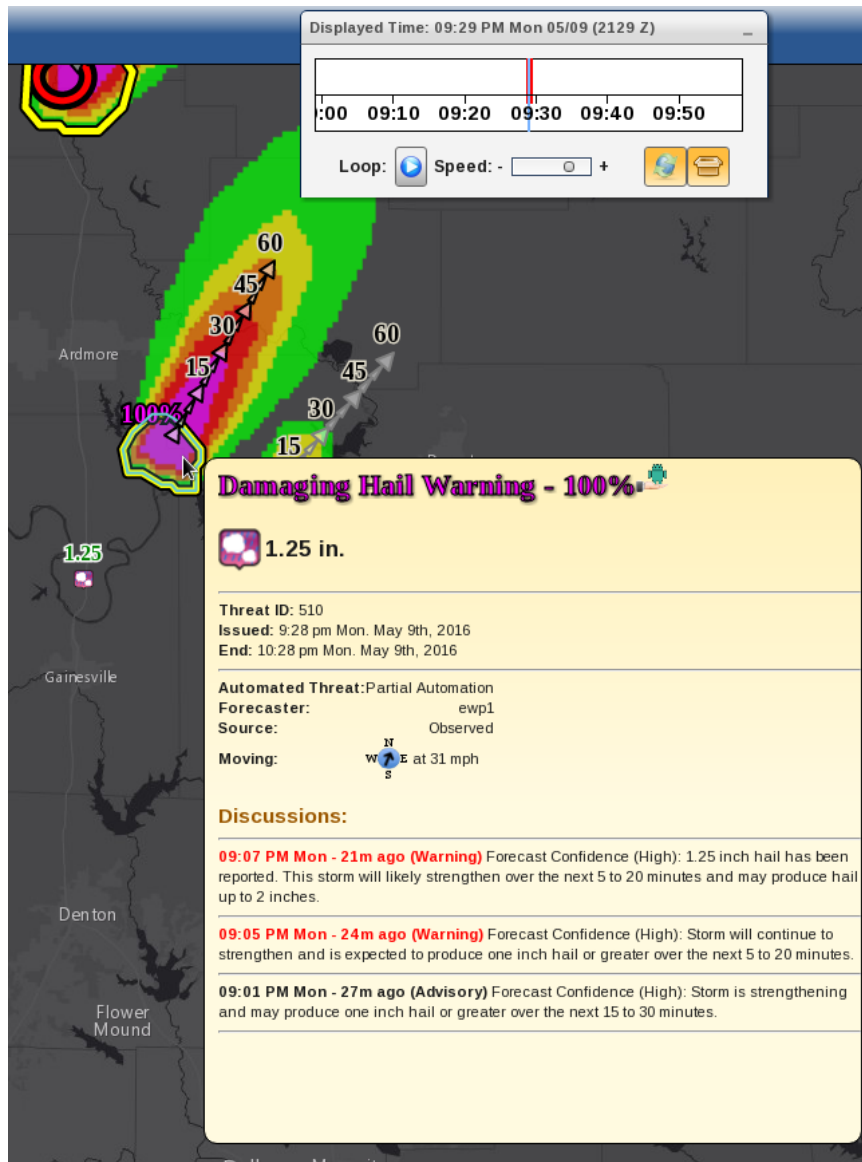 Displayed Time: 09:29 PM Mon 05/09 (2129 Z)
:00 09:10 09:20 09:30 09:40 09:50
Loop: Speed: - +
60
45
30
15
100%
60
45
30
15
Ardmore
1.25
Gainesville
Denton
Flower
Mound
Damaging Hail Warning - 100%
1.25 in.
Threat ID: 510
Issued: 9:28 pm Mon. May 9th, 2016
End: 10:28 pm Mon. May 9th, 2016
Automated Threat:Partial Automation
Forecaster: ewp1
Source: Observed
N
Moving: W E at 31 mph
S
Discussions:
09:07 PM Mon - 21m ago (Warning) Forecast Confidence (High): 1.25 inch hail has been
reported. This storm will likely strengthen over the next 5 to 20 minutes and may produce hail
up to 2 inches.
09:05 PM Mon - 24m ago (Warning) Forecast Confidence (High): Storm will continue to
strengthen and is expected to produce one inch hail or greater over the next 5 to 20 minutes.
09:01 PM Mon - 27m ago (Advisory) Forecast Confidence (High): Storm is strengthening
and may produce one inch hail or greater over the next 15 to 30 minutes.